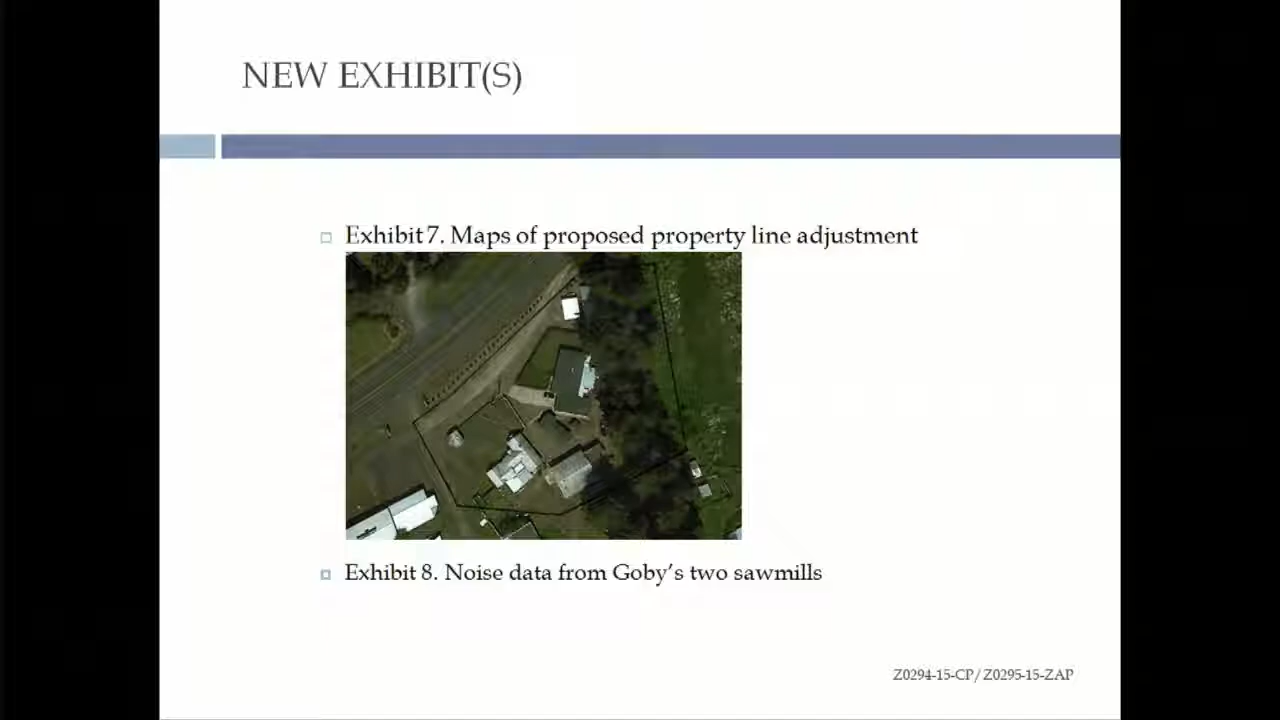 NEW EXHIBIT(S)
Exhibit 7. Maps of proposed property line adjustment
Exhibit 8. Noise data from Goby's two sawmills
Z0294-15-CP/Z0295-15-ZAP